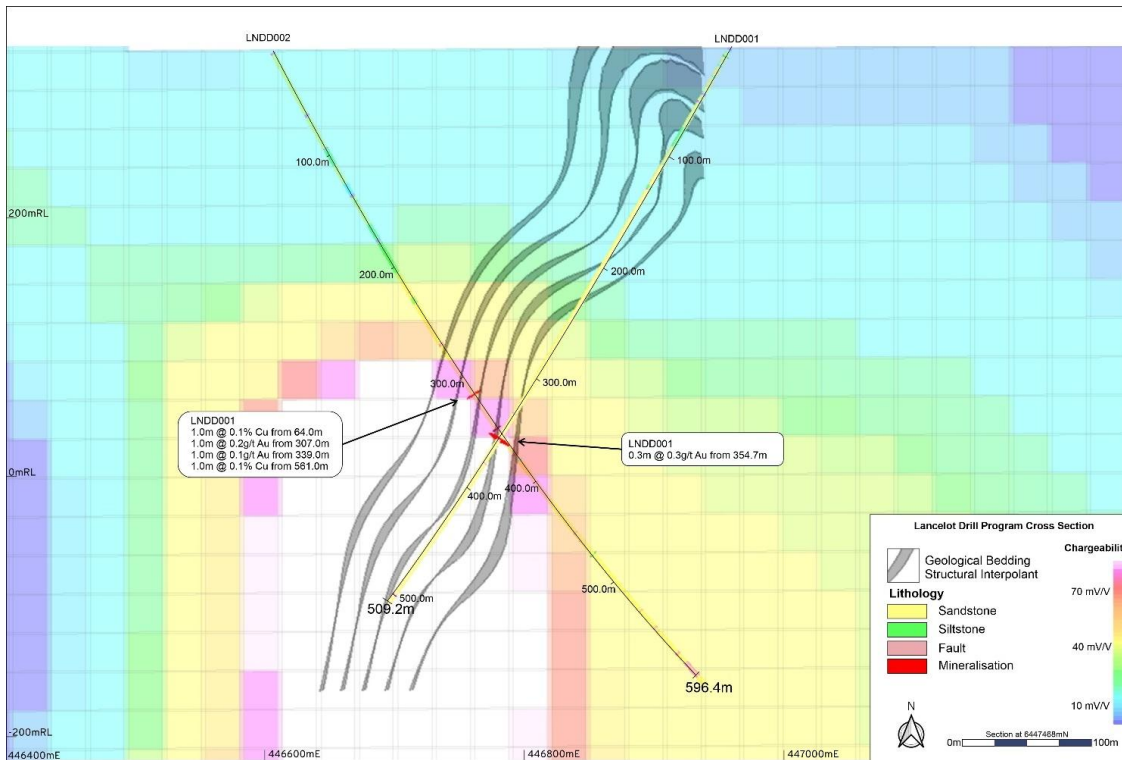 LNDD002
LNDD001
100.0m
100.0m
200mRL
200.0m
200.0m
300.0m
300.0m
LNDD001
1.0m @ 0.1% Cu from 64.0m
1.0m @ 0.2g/t Au from 307.0m
1.0m @ 0.1g/t Au from 339.0m
1.0m @ 0.1% Cu from 561.0m
LNDD001
0.3m @ 0.3g/t Au from 354.7m
0mRL
400.0m
400.0m
500.0m
500.0m
509.2m
596.4m
-200mRL
446400mE
446600mE
446800mE
447000mE
Lancelot Drill Program Cross Section
Geological Bedding
Structural Interpolant
Lithology
Sandstone
Siltstone
Fault
Mineralisation
Chargeabilit
70 mV/V
40 mV/V
10 mV/V
N
Section at 6447468mN
0m
100m